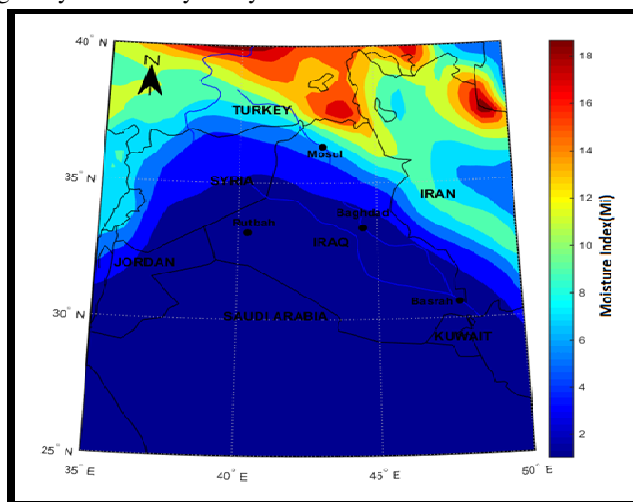 40° N
N
TURKEY
Mosul
35° N
SYRIA
IRAN
Baghdad
IRAQ
JORDAN
Basrah
30° N
SAUDI ARABIA
KUWAIT
25° N
35° E
40° E
45° E
50° E
18
16
14
12
10
8
6
4
2
Moisture Index(Mi)